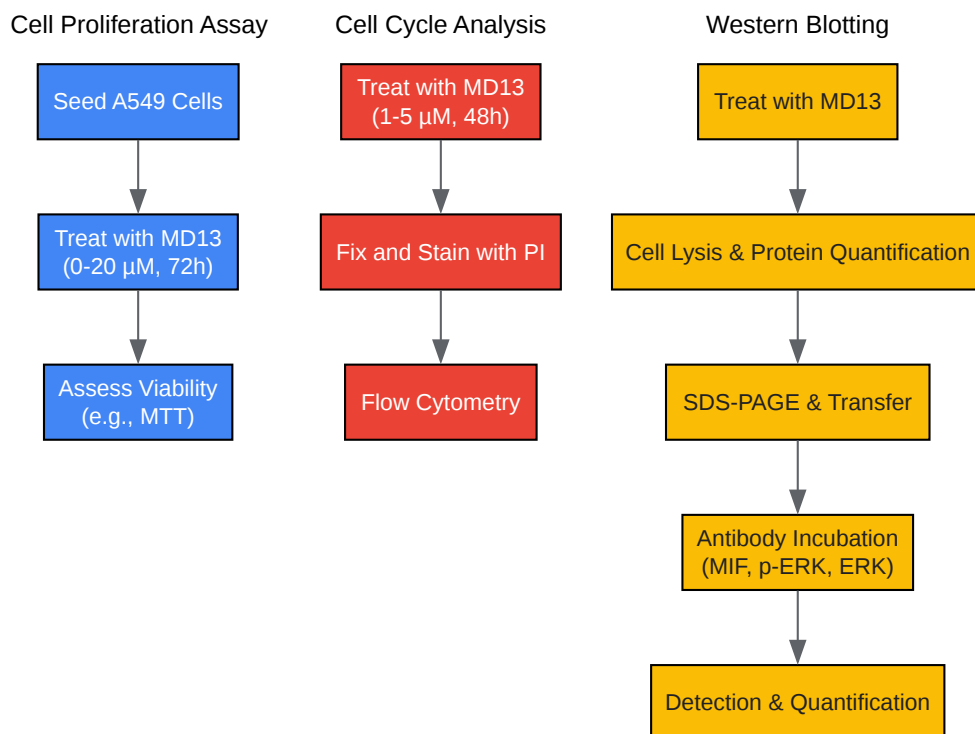 Cell Proliferation Assay
Seed A549 Cells
Treat with MD13
(0-20 µM, 72h)
Assess Viability
(e.g., MTT)
Cell Cycle Analysis
Treat with MD13
(1-5 µM, 48h)
Fix and Stain with PI
Flow Cytometry
Western Blotting
Treat with MD13
Cell Lysis & Protein Quantification
SDS-PAGE & Transfer
Antibody Incubation
(MIF, p-ERK, ERK)
Detection & Quantification